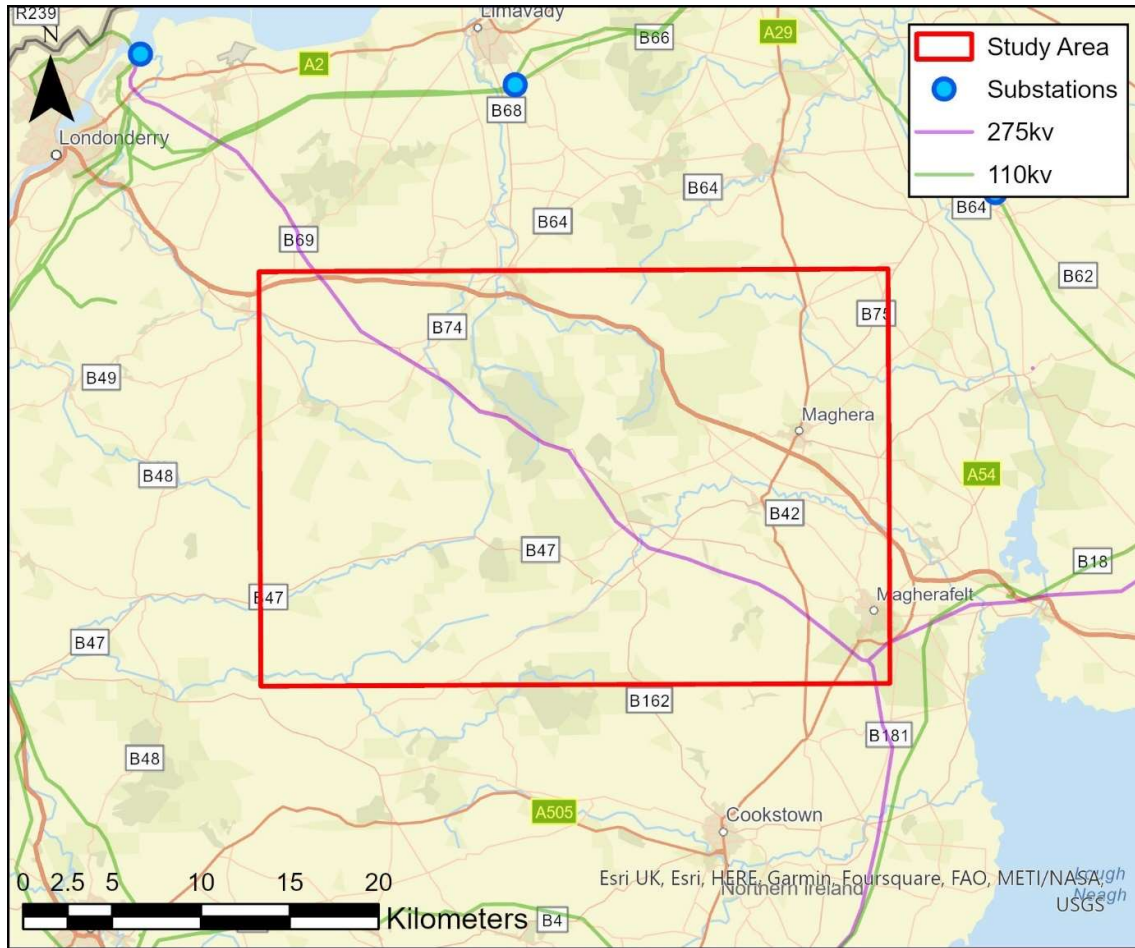 R239
N
Limavady
B66
A29
A2
Study Area
Substations
275kv
110kv
B68
Londonderry
B64
B64
B64
B69
B62
B74
B75
B49
Maghera
B48
A54
B42
B47
B18
B47
Magherafelt
B47
B162
B181
B48
A505
Cookstown
0 2.5 5 10 15 20
Kilometers
Esri UK, Esri, HERE, Garmin, Foursquare, FAO, METI/NASA,
USGS
Northern Ireland
Lough
Neagh
B4